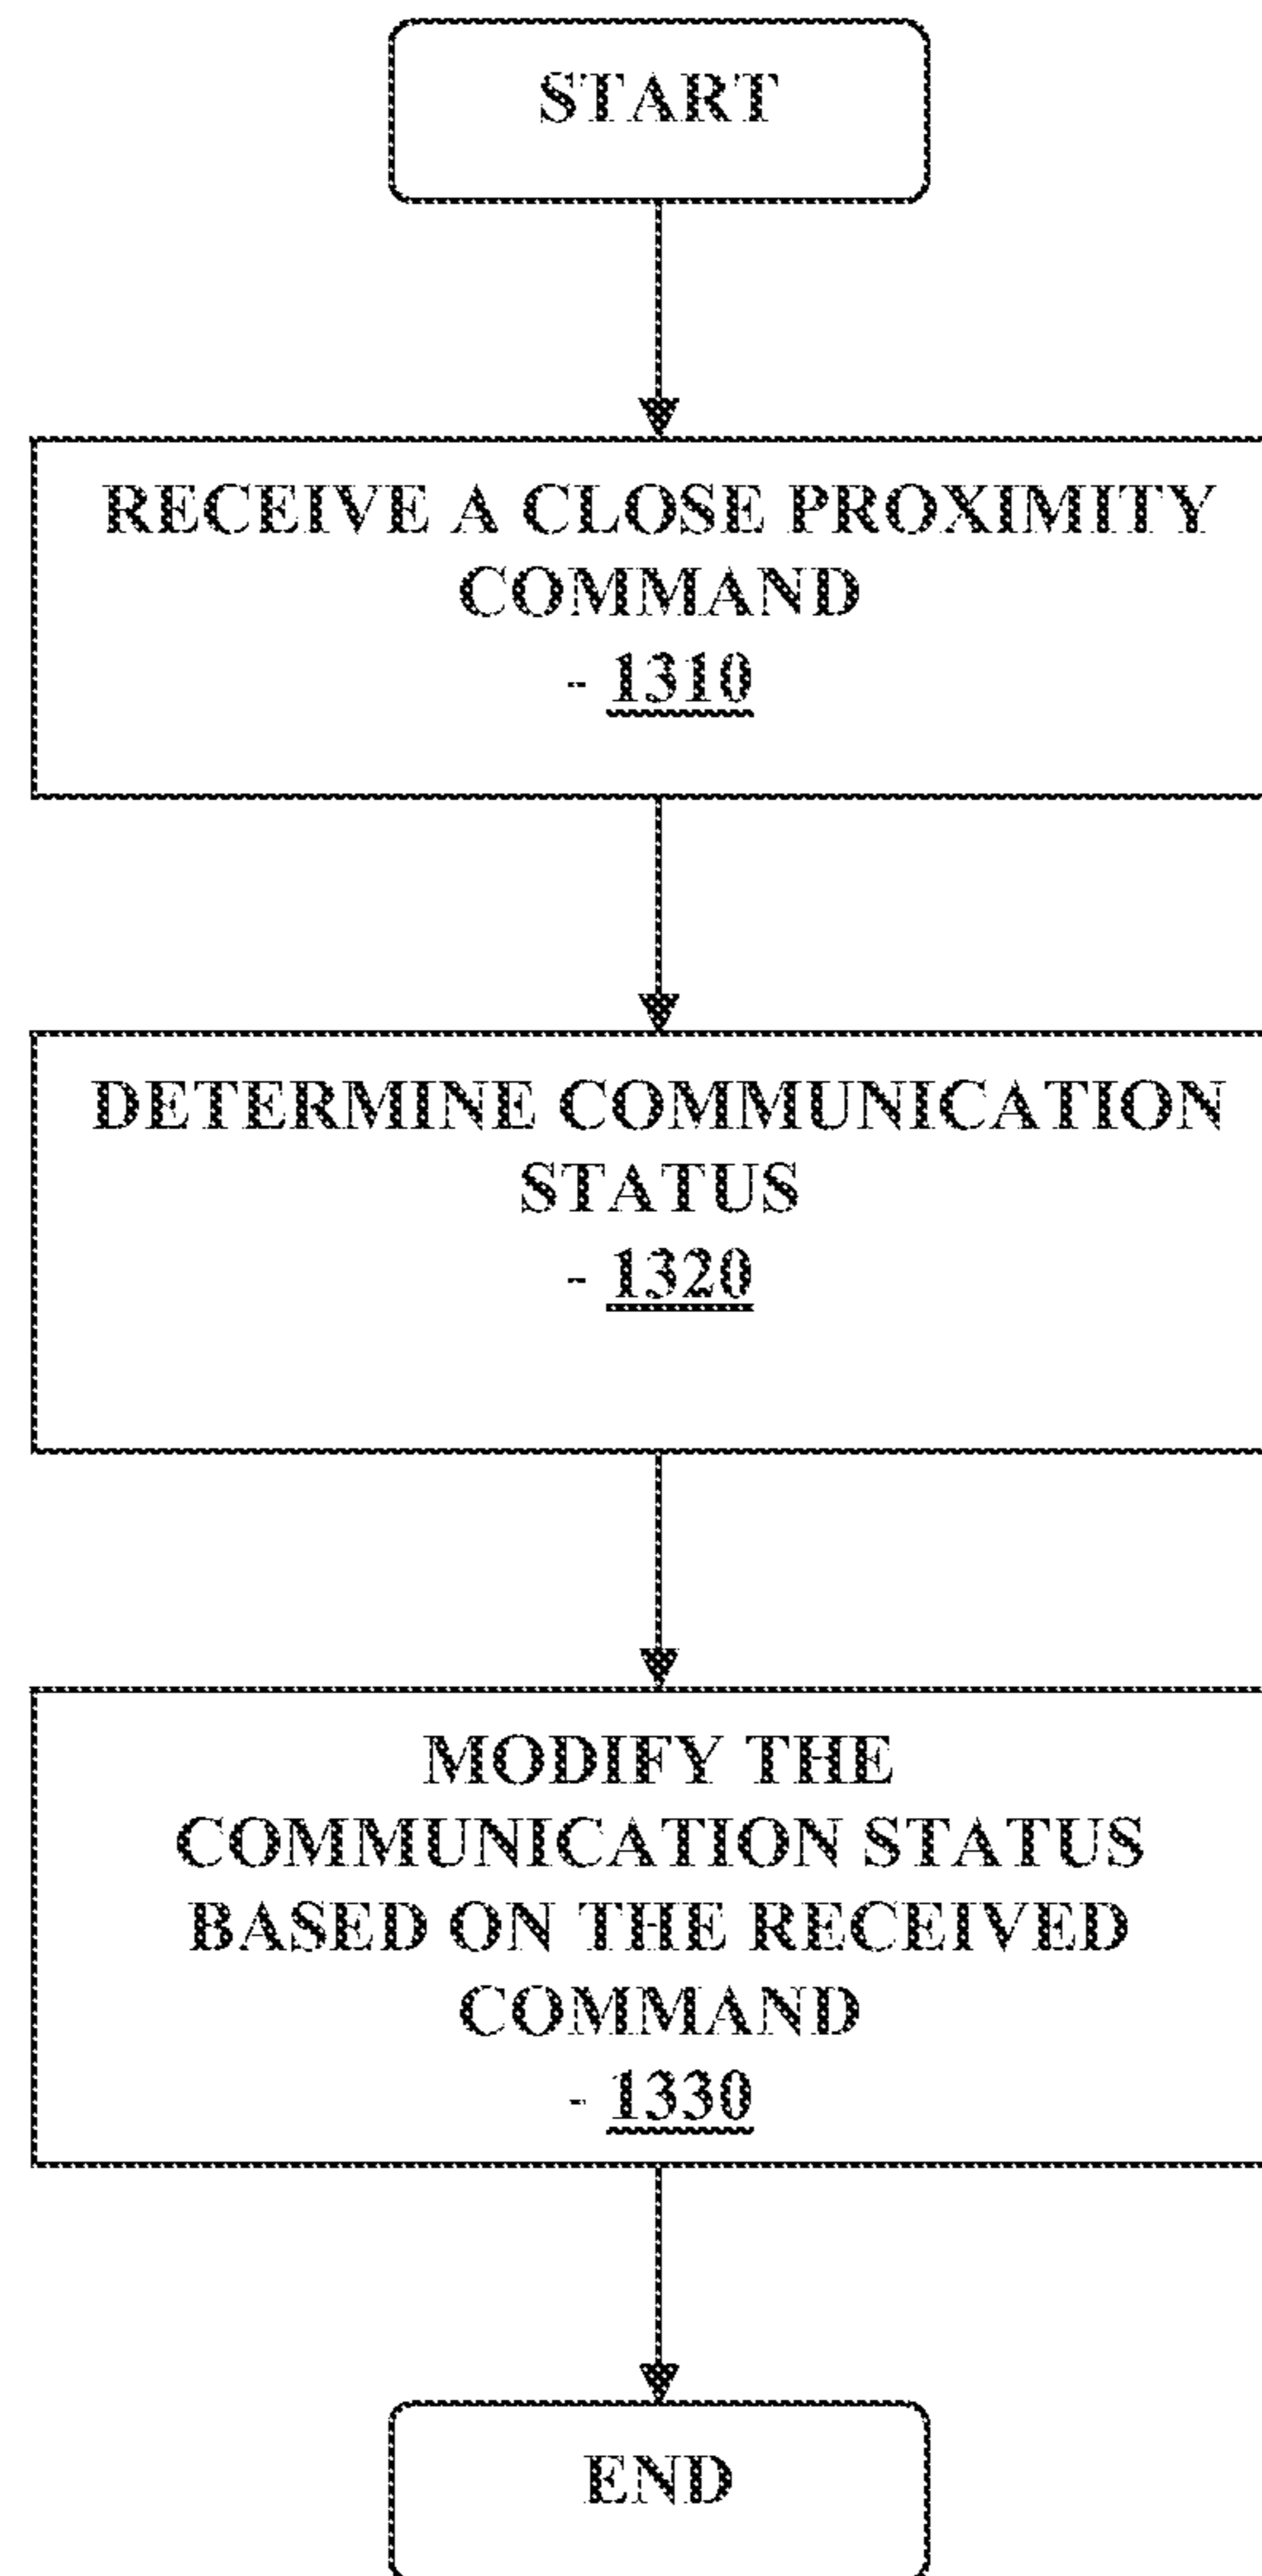 START
RECEIVE A CLOSE PROXIMITY
COMMAND
- 1310
DETERMINE COMMUNICATION
STATUS
- 1320
MODIFY THE
COMMUNICATION STATUS
BASED ON THE RECEIVED
COMMAND
- 1330
END